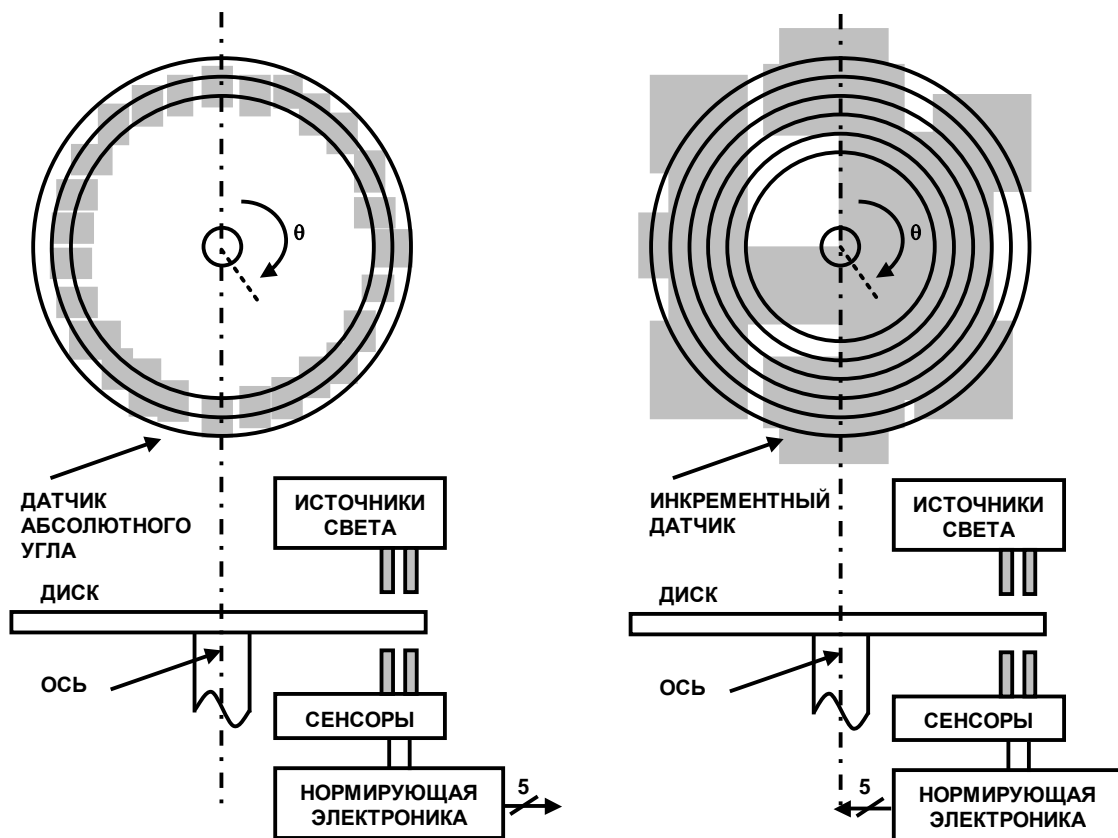 θ
ДАТЧИК
АБСОЛЮТНОГО
УГЛА
ИСТОЧНИКИ
СВЕТА
ДИСК
ОСЬ
СЕНСОРЫ
НОРМИРУЮЩАЯ
ЭЛЕКТРОНИКА
5
θ
ИНКРЕМЕНТНЫЙ
ДАТЧИК
ИСТОЧНИКИ
СВЕТА
ДИСК
ОСЬ
СЕНСОРЫ
5
НОРМИРУЮЩАЯ
ЭЛЕКТРОНИКА